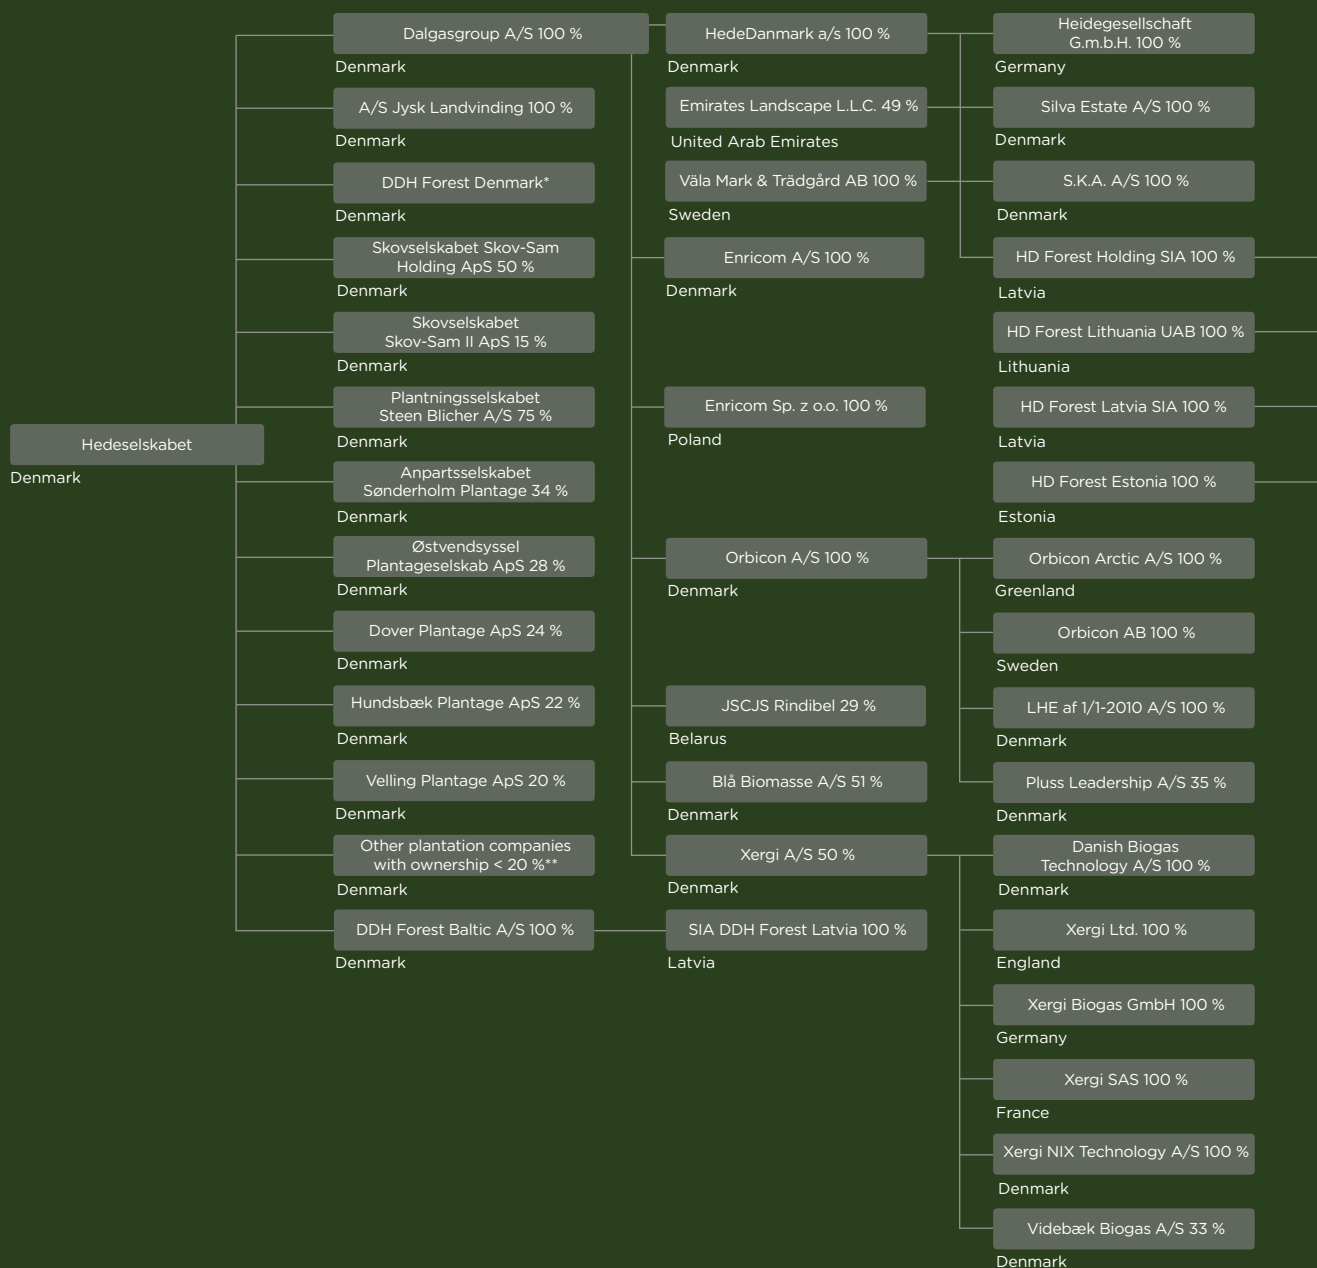 Hedeselskabet
Denmark
Dalgasgroup A/S 100 %
Denmark
A/S Jysk Landvinding 100 %
Denmark
DDH Forest Denmark*
Denmark
Skovselskabet Skov-Sam
Holding ApS 50 %
Denmark
Skovselskabet
Skov-Sam II ApS 15 %
Denmark
Plantningsselskabet
Steen Blicher A/S 75 %
Denmark
Anpartsselskabet
Sønderholm Plantage 34 %
Denmark
Østvendsyssel
Plantageselskab ApS 28 %
Denmark
Dover Plantage ApS 24 %
Denmark
Hundsbæk Plantage ApS 22 %
Denmark
Velling Plantage ApS 20 %
Denmark
Other plantation companies
with ownership < 20 %**
Denmark
DDH Forest Baltic A/S 100 %
Denmark
HedeDanmark a/s 100 %
Denmark
Emirates Landscape L.L.C. 49 %
United Arab Emirates
Väla Mark & Trädgård AB 100 %
Sweden
Enricom A/S 100 %
Denmark
Enricom Sp. z o.o. 100 %
Poland
Orbicon A/S 100 %
Denmark
JSCJS Rindibel 29 %
Belarus
Blå Biomasse A/S 51 %
Denmark
Xergi A/S 50 %
Denmark
SIA DDH Forest Latvia 100 %
Latvia
Heidegesellschaft
G.m.b.H. 100 %
Germany
Silva Estate A/S 100 %
Denmark
S.K.A. A/S 100 %
Denmark
HD Forest Holding SIA 100 %
Latvia
HD Forest Lithuania UAB 100 %
Lithuania
HD Forest Latvia SIA 100 %
Latvia
HD Forest Estonia 100 %
Estonia
Orbicon Arctic A/S 100 %
Greenland
Orbicon AB 100 %
Sweden
LHE af 1/1-2010 A/S 100 %
Denmark
Pluss Leadership A/S 35 %
Denmark
Danish Biogas
Technology A/S 100 %
Denmark
Xergi Ltd. 100 %
England
Xergi Biogas GmbH 100 %
Germany
Xergi SAS 100 %
France
Xergi NIX Technology A/S 100 %
Denmark
Videbæk Biogas A/S 33 %
Denmark